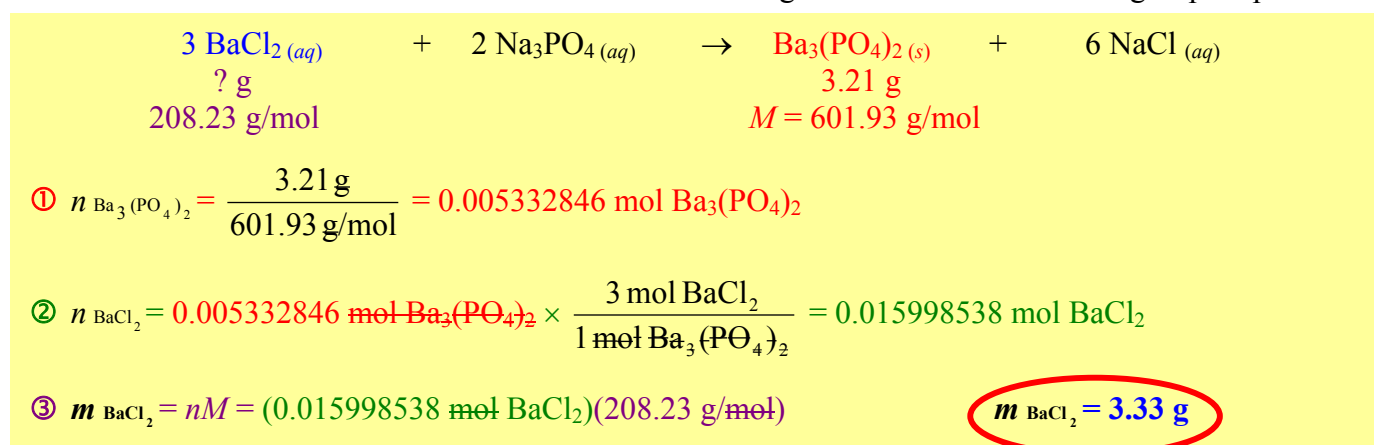 3 BaCl₂ (aq) + 2 Na₃PO₄ (aq) → Ba₃(PO₄)₂ (s) + 6 NaCl (aq)
? g 3.21 g
208.23 g/mol M = 601.93 g/mol
① n Ba₃(PO₄)₂ = 3.21 g / 601.93 g/mol = 0.005332846 mol Ba₃(PO₄)₂
② n BaCl₂ = 0.005332846 mol Ba₃(PO₄)₂ × 3 mol BaCl₂ / 1 mol Ba₃(PO₄)₂ = 0.015998538 mol BaCl₂
③ m BaCl₂ = nM = (0.015998538 mol BaCl₂)(208.23 g/mol) m BaCl₂ = 3.33 g